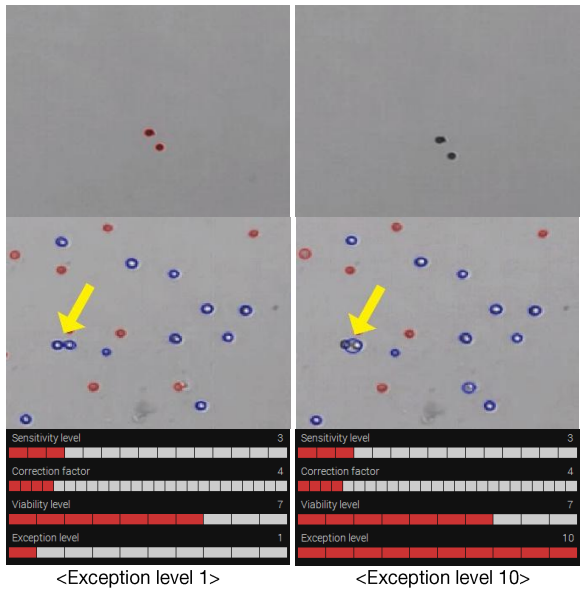 Sensitivity level 3
Correction factor 4
Viability level 7
Exception level 1
<Exception level 1>
Sensitivity level 3
Correction factor 4
Viability level 7
Exception level 10
<Exception level 10>